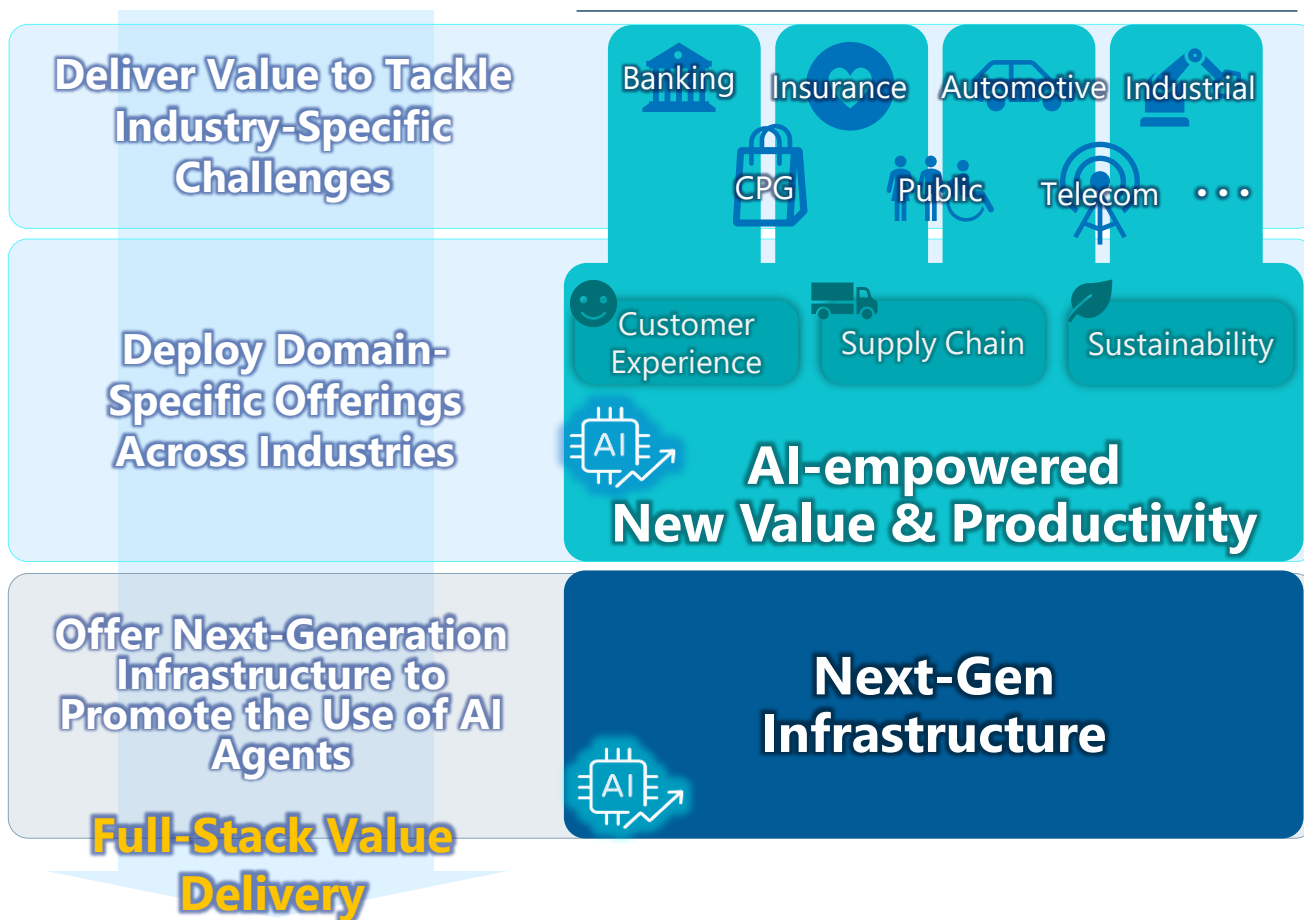 Deliver Value to Tackle
Industry-Specific
Challenges
Banking
Insurance
Automotive
Industrial
CPG
Public
Telecom
...
Deploy Domain-
Specific Offerings
Across Industries
Customer
Experience
Supply Chain
Sustainability
AI
AI-empowered
New Value & Productivity
Offer Next-Generation
Infrastructure to
Promote the Use of AI
Agents
Next-Gen
Infrastructure
AI
Full-Stack Value
Delivery